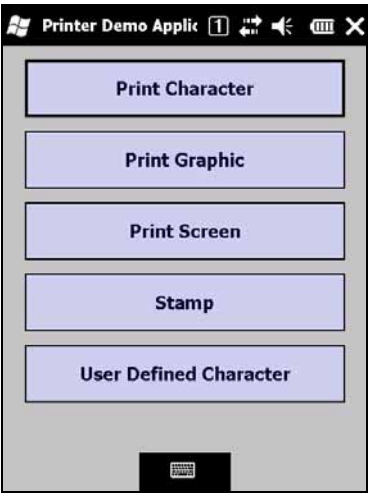 Printer Demo Applic 1
Print Character
Print Graphic
Print Screen
Stamp
User Defined Character